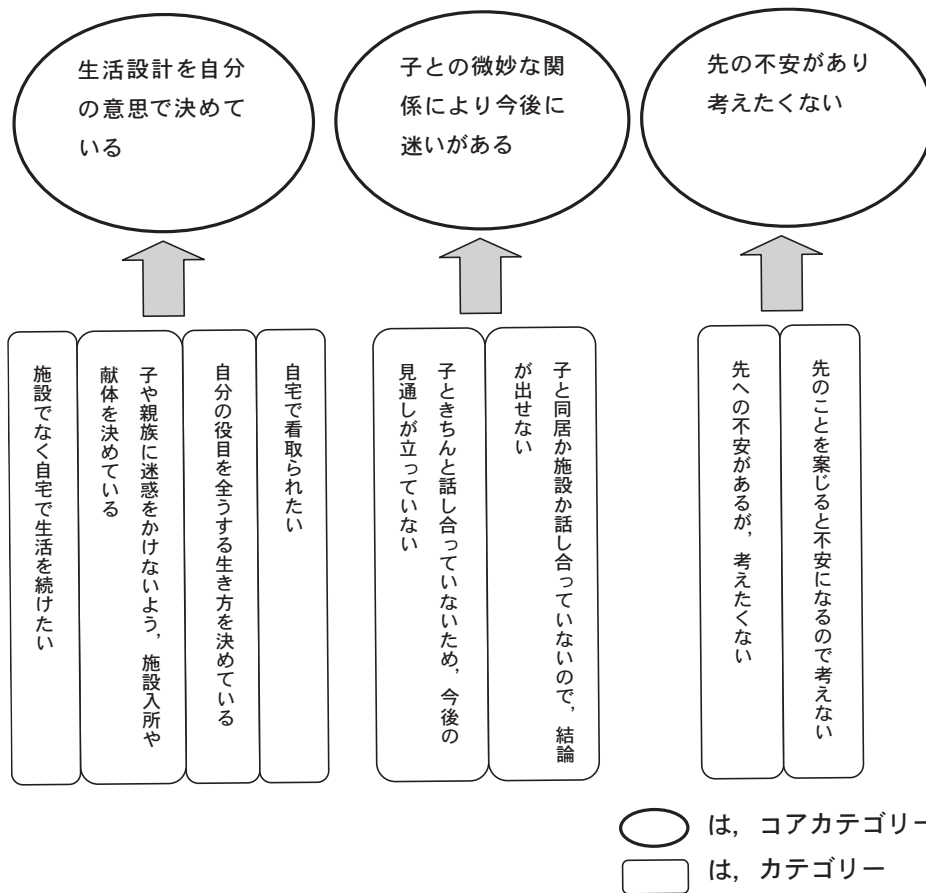 生活設計を自分
の意思で決めて
いる
子との微妙な関
係により今後に
迷いがある
先の不安があり
考えたくない
自宅で看取られたい
自分の役目を全うする生き方を決めている
子や親族に迷惑をかけないよう，施設入所や
献体を決めている
施設でなく自宅で生活を続けたい
子と同居か施設か話し合っていないので，結論
が出せない
子ときちんと話し合っていないため，今後の
見通しが立っていない
先のことを案じると不安になるので考えない
先への不安があるが，考えたくない
は，コアカテゴリー
は，カテゴリー